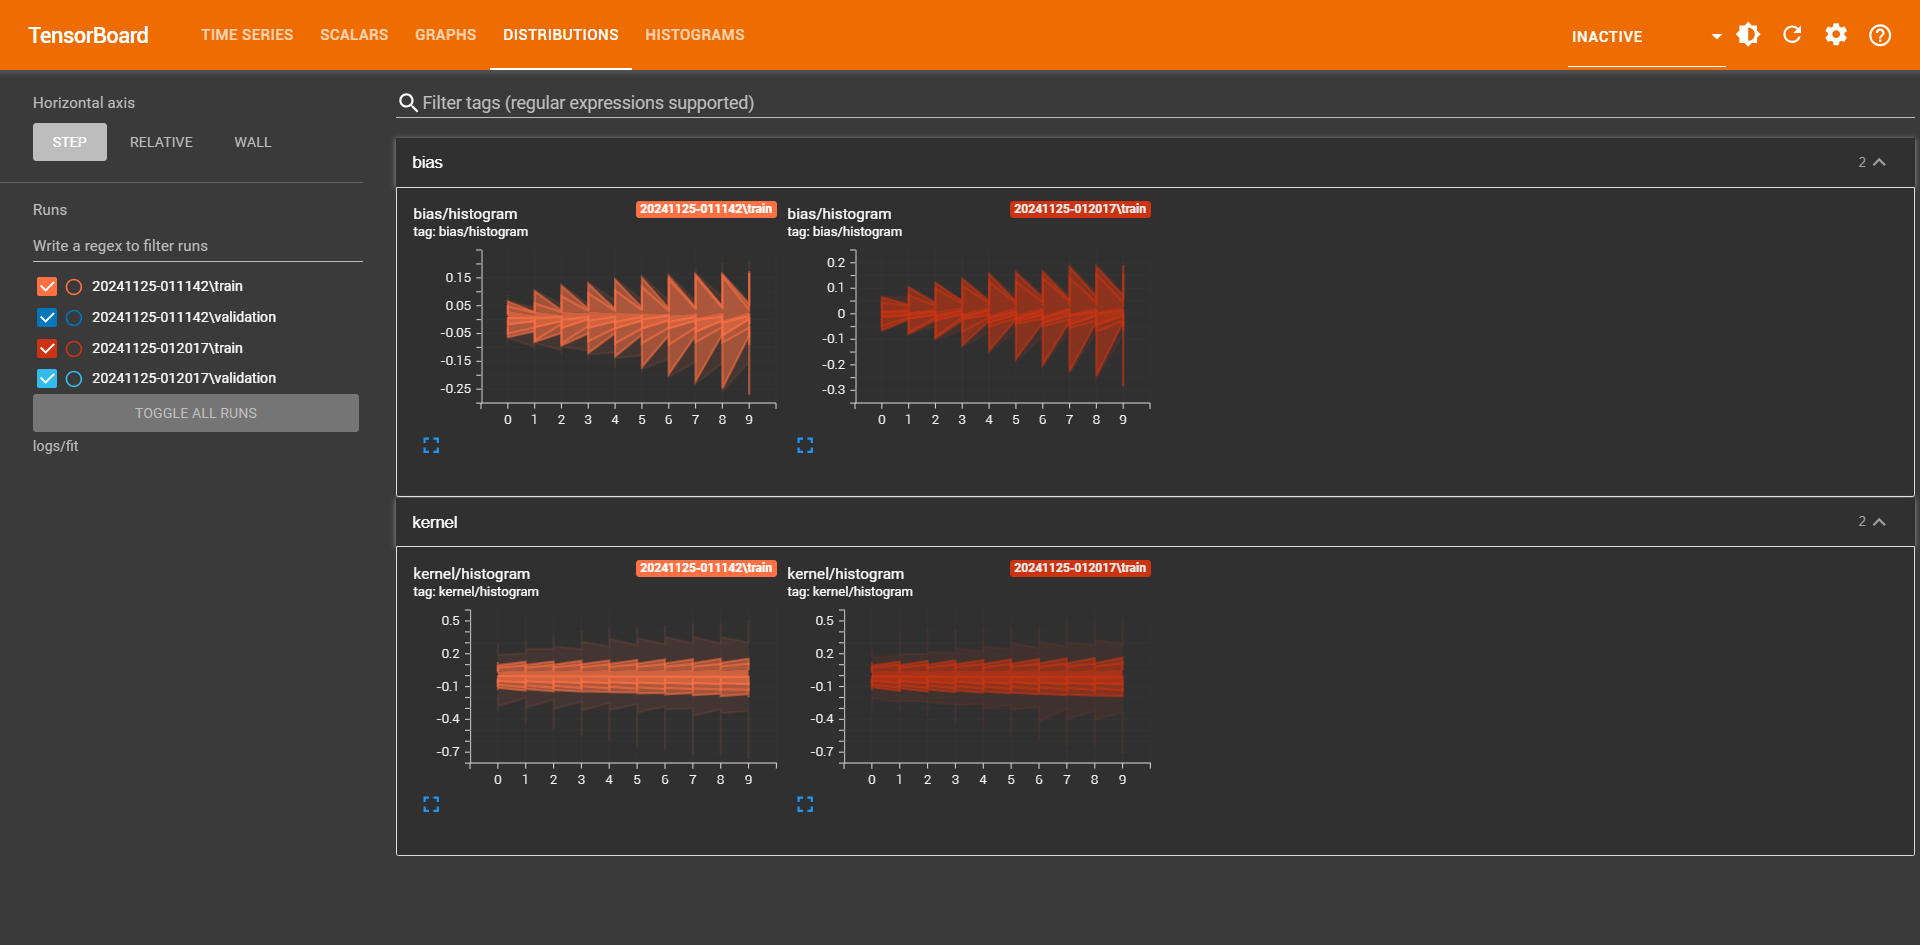 TensorBoard TIME SERIES SCALARS GRAPHS DISTRIBUTIONS HISTOGRAMS INACTIVE
Horizontal axis
STEP RELATIVE WALL
Runs
Write a regex to filter runs
20241125-011142\train
20241125-011142\validation
20241125-012017\train
20241125-012017\validation
TOGGLE ALL RUNS
logs/fit
Filter tags (regular expressions supported)
bias 2
bias/histogram 20241125-011142\train
tag: bias/histogram
0.15
0.05
-0.05
-0.15
-0.25
0 1 2 3 4 5 6 7 8 9
bias/histogram 20241125-012017\train
tag: bias/histogram
0.2
0.1
0
-0.1
-0.2
-0.3
0 1 2 3 4 5 6 7 8 9
kernel 2
kernel/histogram 20241125-011142\train
tag: kernel/histogram
0.5
0.2
-0.1
-0.4
-0.7
0 1 2 3 4 5 6 7 8 9
kernel/histogram 20241125-012017\train
tag: kernel/histogram
0.5
0.2
-0.1
-0.4
-0.7
0 1 2 3 4 5 6 7 8 9